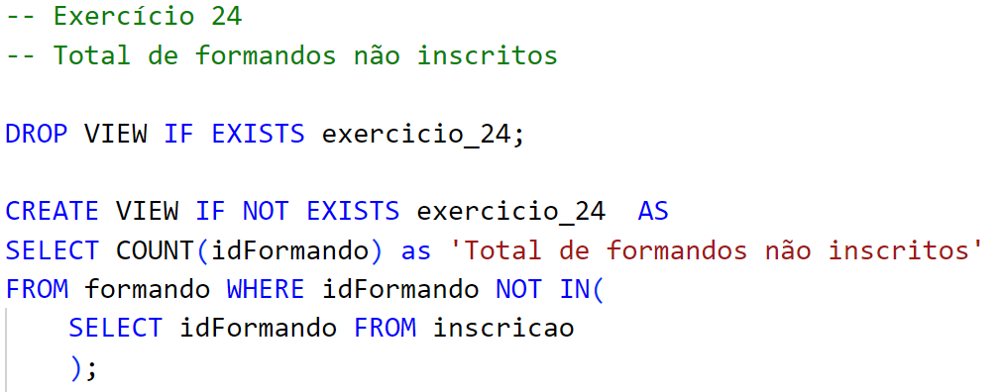 -- Exercício 24
-- Total de formandos não inscritos
DROP VIEW IF EXISTS exercicio_24;
CREATE VIEW IF NOT EXISTS exercicio_24  AS
SELECT COUNT(idFormando) as 'Total de formandos não inscritos'
FROM formando WHERE idFormando NOT IN(
    SELECT idFormando FROM inscricao
    );